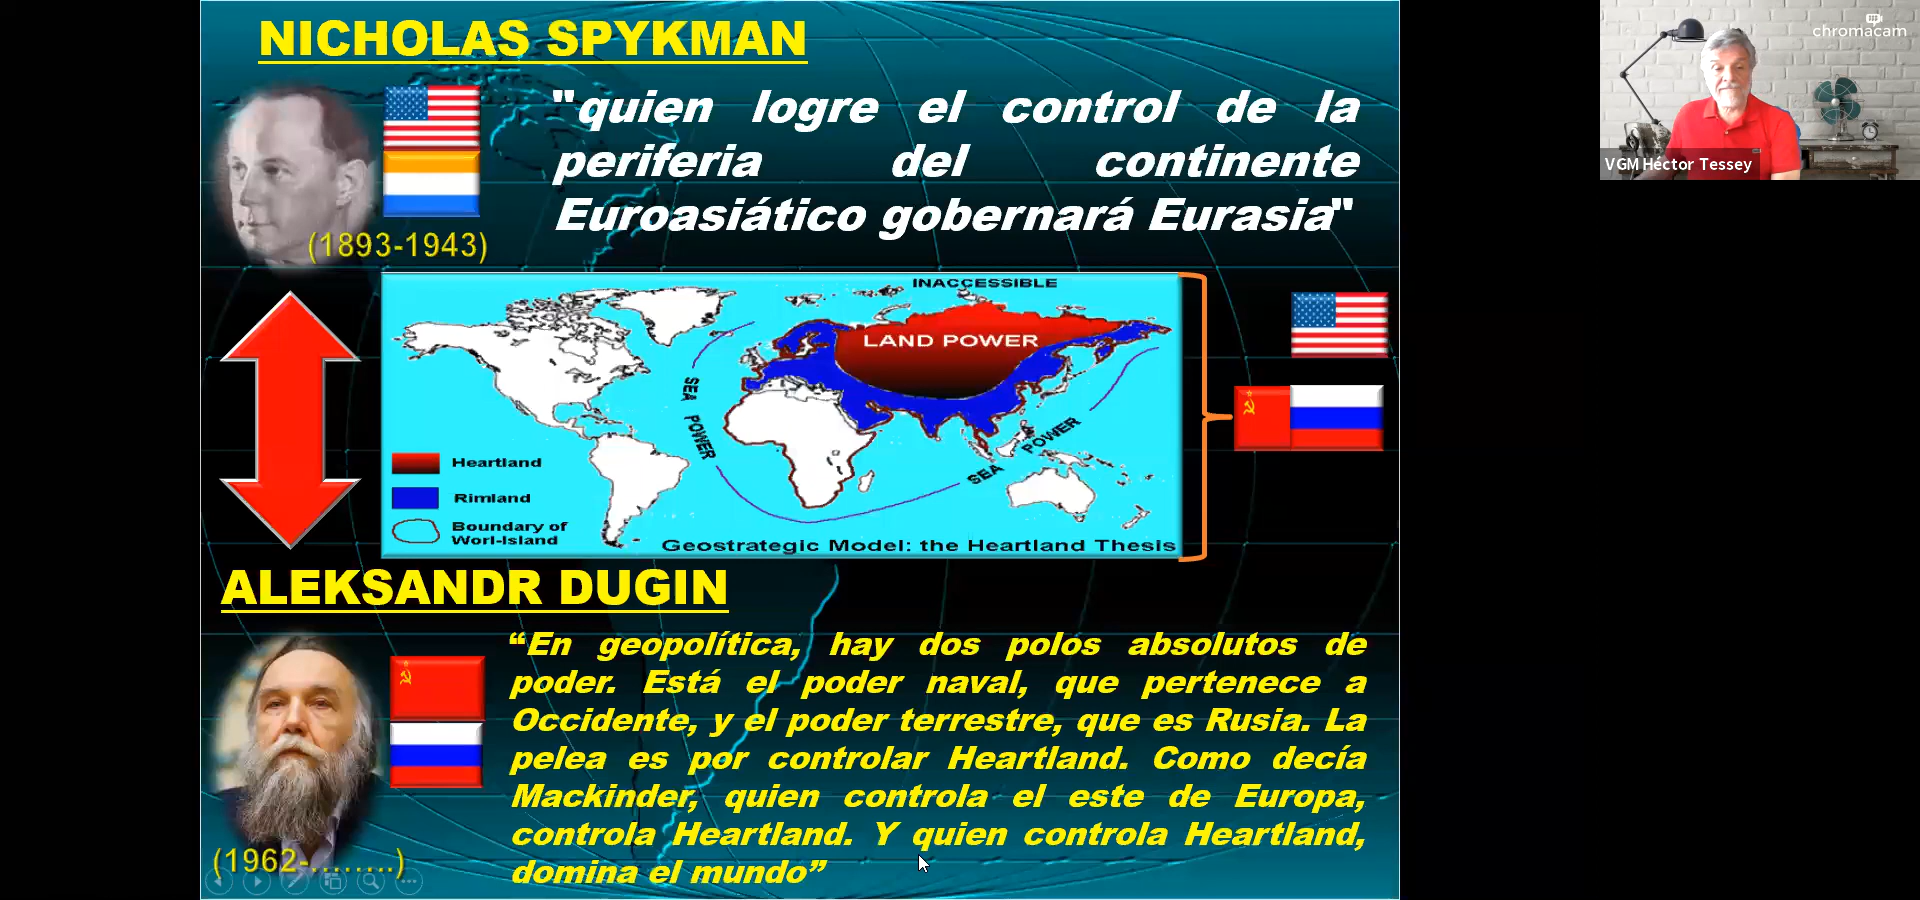 NICHOLAS SPYKMAN
"quien logre el control de la
periferia del continente
Euroasiático gobernará Eurasia"
(1893-1943)
INACCESSIBLE
LAND POWER
SEA POWER
SEA POWER
Heartland
Rimland
Boundary of
Worl-Island
Geostrategic Model: the Heartland Thesis
ALEKSANDR DUGIN
“En geopolítica, hay dos polos absolutos de
poder. Está el poder naval, que pertenece a
Occidente, y el poder terrestre, que es Rusia. La
pelea es por controlar Heartland. Como decía
Mackinder, quien controla el este de Europa,
controla Heartland. Y quien controla Heartland,
domina el mundo”
(1962-........)
chromacam
VGM Héctor Tessey